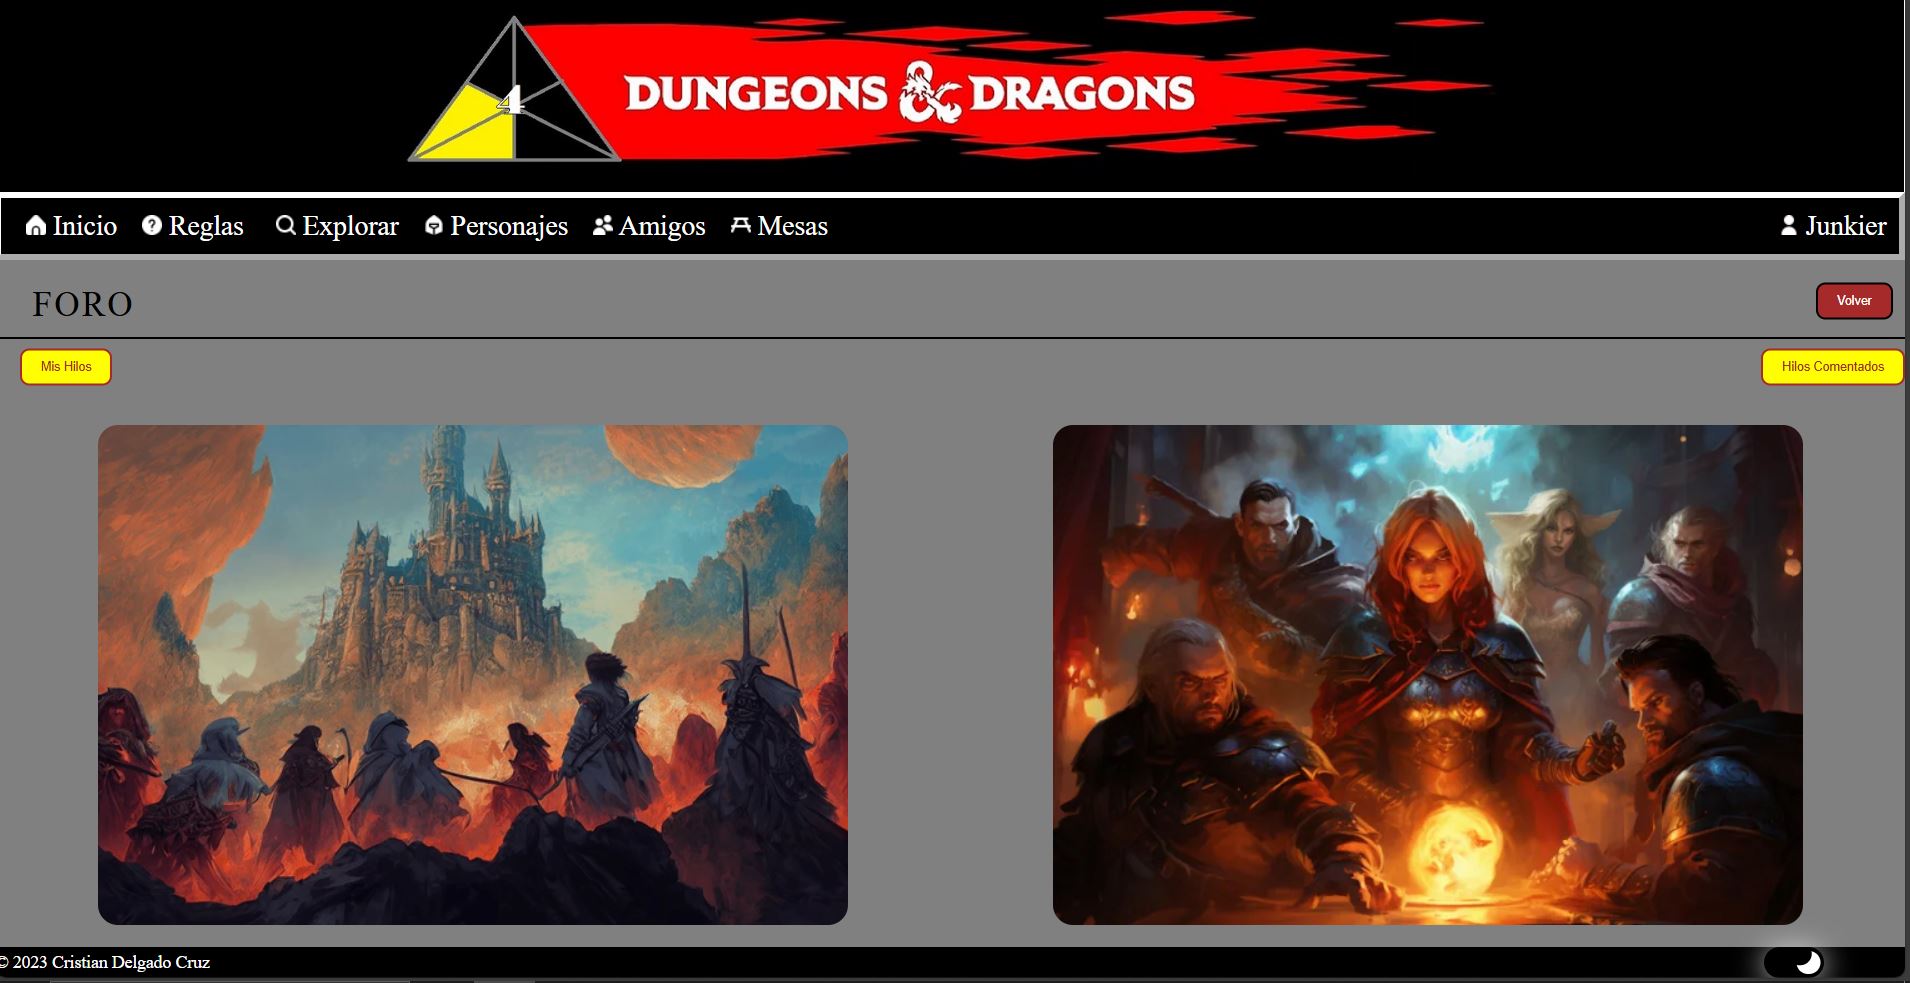 4
DUNGEONS & DRAGONS
Inicio Reglas Explorar Personajes Amigos Mesas Junkier
FORO
Volver
Mis Hilos Hilos Comentados
© 2023 Cristian Delgado Cruz